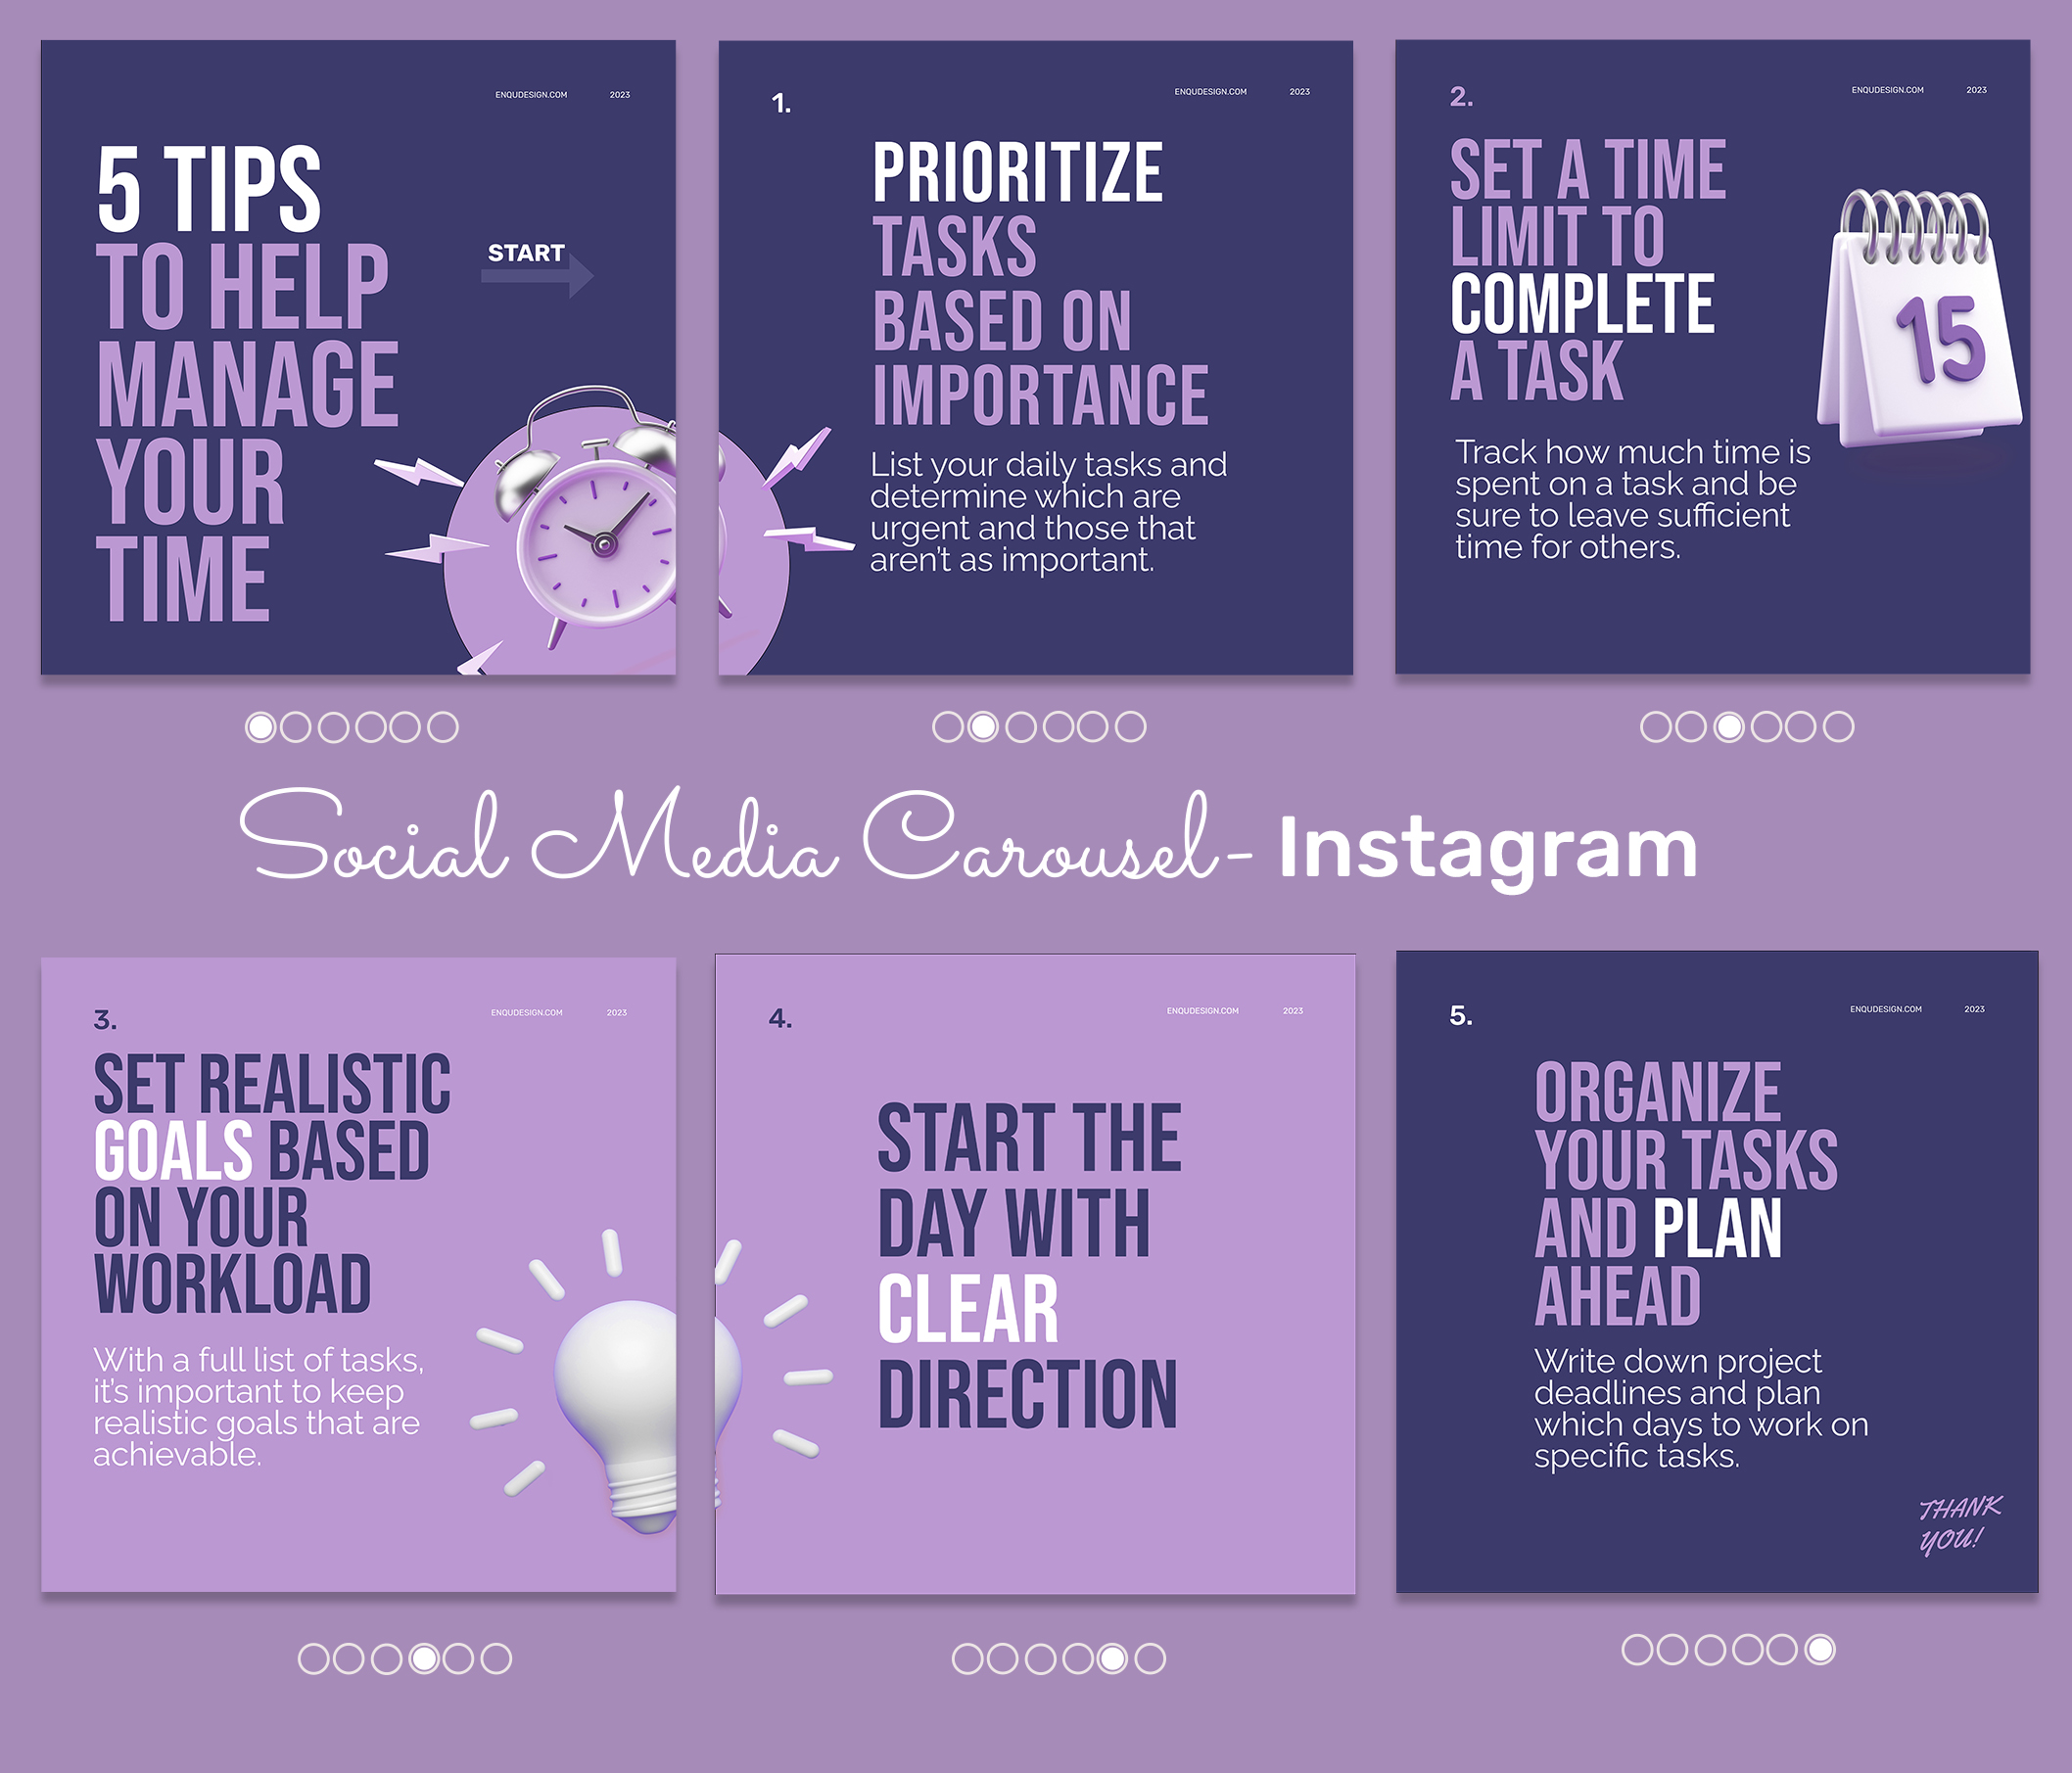 ENQUDESIGN.COM 2023
5 TIPS
TO HELP
MANAGE
YOUR
TIME
START
1.
ENQUDESIGN.COM 2023
PRIORITIZE
TASKS
BASED ON
IMPORTANCE
List your daily tasks and
determine which are
urgent and those that
aren't as important.
2.
ENQUDESIGN.COM 2023
SET A TIME
LIMIT TO
COMPLETE
A TASK
15
Track how much time is
spent on a task and be
sure to leave sufficient
time for others.
Social Media Carousel- Instagram
3.
ENQUDESIGN.COM 2023
SET REALISTIC
GOALS BASED
ON YOUR
WORKLOAD
With a full list of tasks,
it's important to keep
realistic goals that are
achievable.
4.
ENQUDESIGN.COM 2023
START THE
DAY WITH
CLEAR
DIRECTION
5.
ENQUDESIGN.COM 2023
ORGANIZE
YOUR TASKS
AND PLAN
AHEAD
Write down project
deadlines and plan
which days to work on
specific tasks.
THANK
YOU!